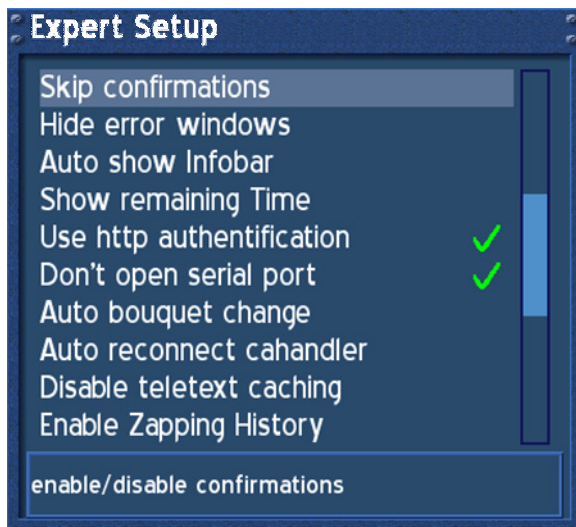 Expert Setup
Skip confirmations
Hide error windows
Auto show Infobar
Show remaining Time
Use http authentification
Don't open serial port
Auto bouquet change
Auto reconnect cahandler
Disable teletext caching
Enable Zapping History
enable/disable confirmations